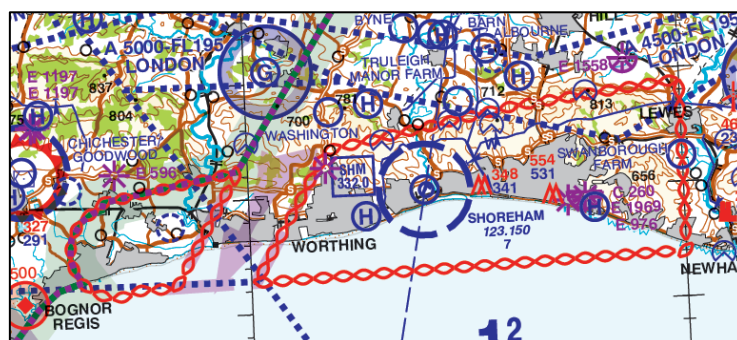 BYNE
BARN
ALBOURNE
HILL
A 5000-FL195
LONDON
A 4500-FL195
LONDON
TRULEIGH
MANOR FARM
E 1558
E 1197
E 1197
837
804
C
787
712
813
700
LEWES
WASHINGTON
CHICHESTER/
GOODWOOD
SHM
332.0
554
531
SWANBOROUGH
FARM
341
656
C 260
E 1969
E 976
327
291
SHOREHAM
123.150
7
WORTHING
NEWHA
500
BOGNOR
REGIS
1²